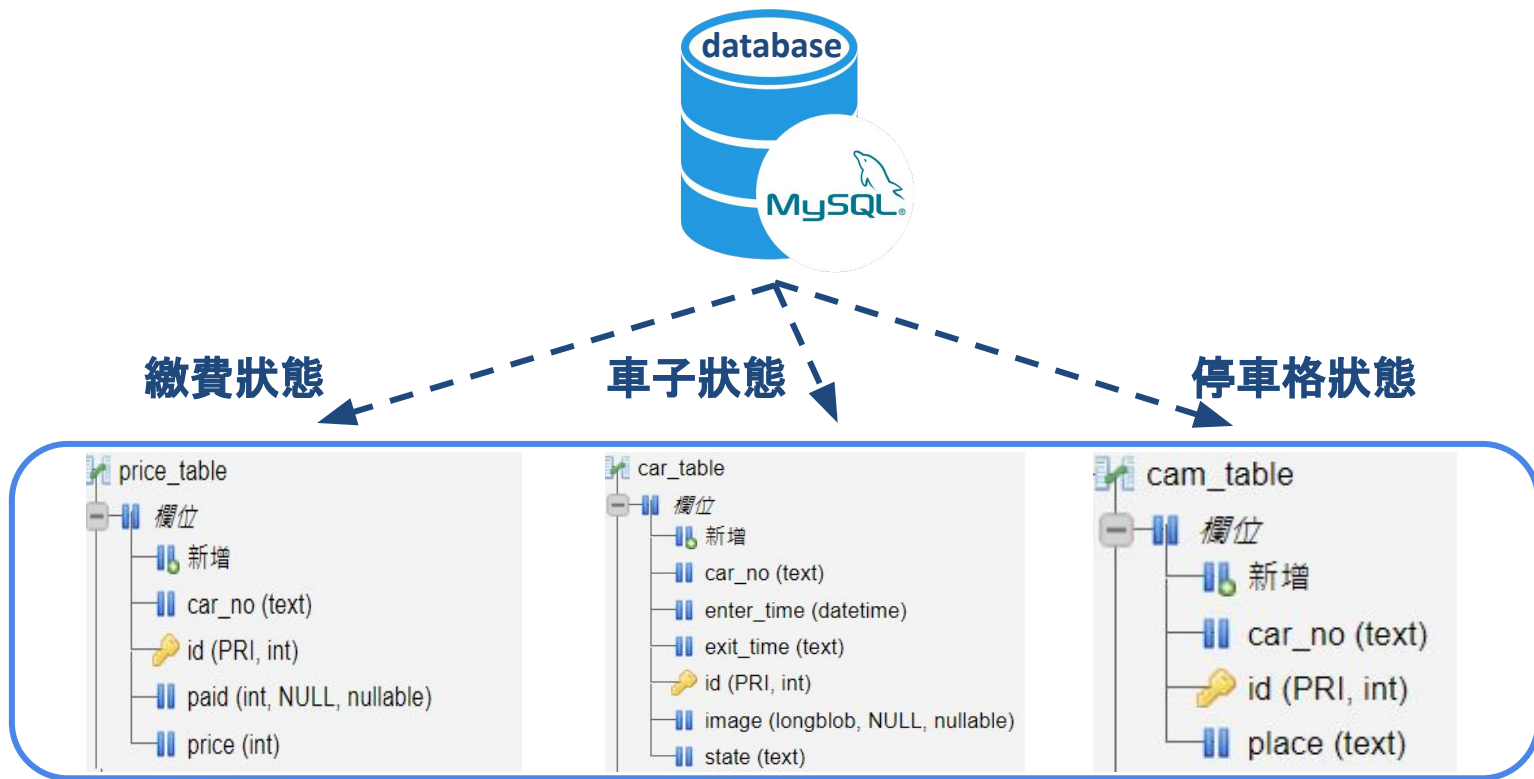 database
MySQL®
繳費狀態
車子狀態
停車格狀態
price_table
欄位
新增
car_no (text)
id (PRI, int)
paid (int, NULL, nullable)
price (int)
car_table
欄位
新增
car_no (text)
enter_time (datetime)
exit_time (text)
id (PRI, int)
image (longblob, NULL, nullable)
state (text)
cam_table
欄位
新增
car_no (text)
id (PRI, int)
place (text)